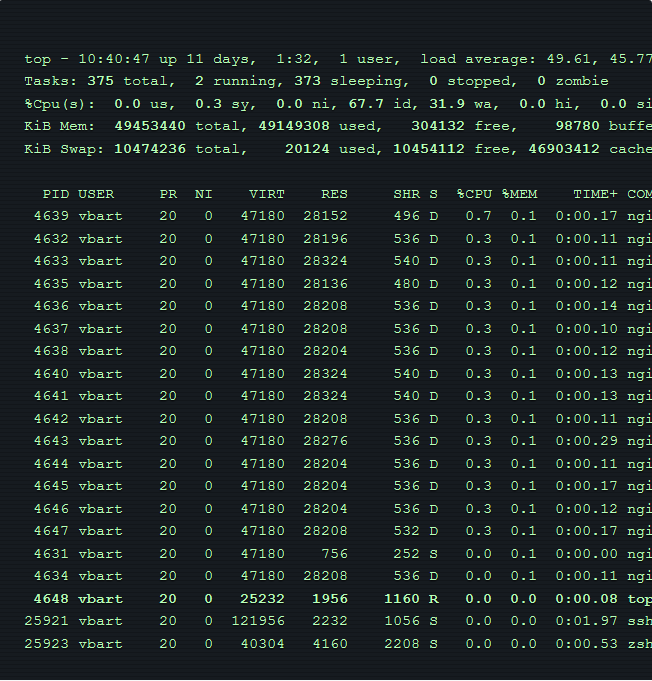 top - 10:40:47 up 11 days,  1:32,  1 user,  load average: 49.61, 45.77
Tasks: 375 total,  2 running, 373 sleeping,  0 stopped,  0 zombie
%Cpu(s):  0.0 us,  0.3 sy,  0.0 ni, 67.7 id, 31.9 wa,  0.0 hi,  0.0 si
KiB Mem:  49453440 total, 49149308 used,   304132 free,    98780 buffe
KiB Swap: 10474236 total,    20124 used, 10454112 free, 46903412 cache
PID USER     PR  NI    VIRT    RES     SHR S  %CPU %MEM    TIME+ COM
4639 vbart    20   0   47180  28152     496 D   0.7  0.1  0:00.17 ngi
4632 vbart    20   0   47180  28196     536 D   0.3  0.1  0:00.11 ngi
4633 vbart    20   0   47180  28324     540 D   0.3  0.1  0:00.11 ngi
4635 vbart    20   0   47180  28136     480 D   0.3  0.1  0:00.12 ngi
4636 vbart    20   0   47180  28208     536 D   0.3  0.1  0:00.14 ngi
4637 vbart    20   0   47180  28208     536 D   0.3  0.1  0:00.10 ngi
4638 vbart    20   0   47180  28204     536 D   0.3  0.1  0:00.12 ngi
4640 vbart    20   0   47180  28324     540 D   0.3  0.1  0:00.13 ngi
4641 vbart    20   0   47180  28324     540 D   0.3  0.1  0:00.13 ngi
4642 vbart    20   0   47180  28208     536 D   0.3  0.1  0:00.11 ngi
4643 vbart    20   0   47180  28276     536 D   0.3  0.1  0:00.29 ngi
4644 vbart    20   0   47180  28204     536 D   0.3  0.1  0:00.11 ngi
4645 vbart    20   0   47180  28204     536 D   0.3  0.1  0:00.17 ngi
4646 vbart    20   0   47180  28204     536 D   0.3  0.1  0:00.12 ngi
4647 vbart    20   0   47180  28208     532 D   0.3  0.1  0:00.17 ngi
4631 vbart    20   0   47180    756     252 S   0.0  0.1  0:00.00 ngi
4634 vbart    20   0   47180  28208     536 D   0.0  0.1  0:00.11 ngi
4648 vbart    20   0   25232   1956    1160 R   0.0  0.0  0:00.08 top
25921 vbart    20   0  121956   2232    1056 S   0.0  0.0  0:01.97 ssh
25923 vbart    20   0   40304   4160    2208 S   0.0  0.0  0:00.53 zsh